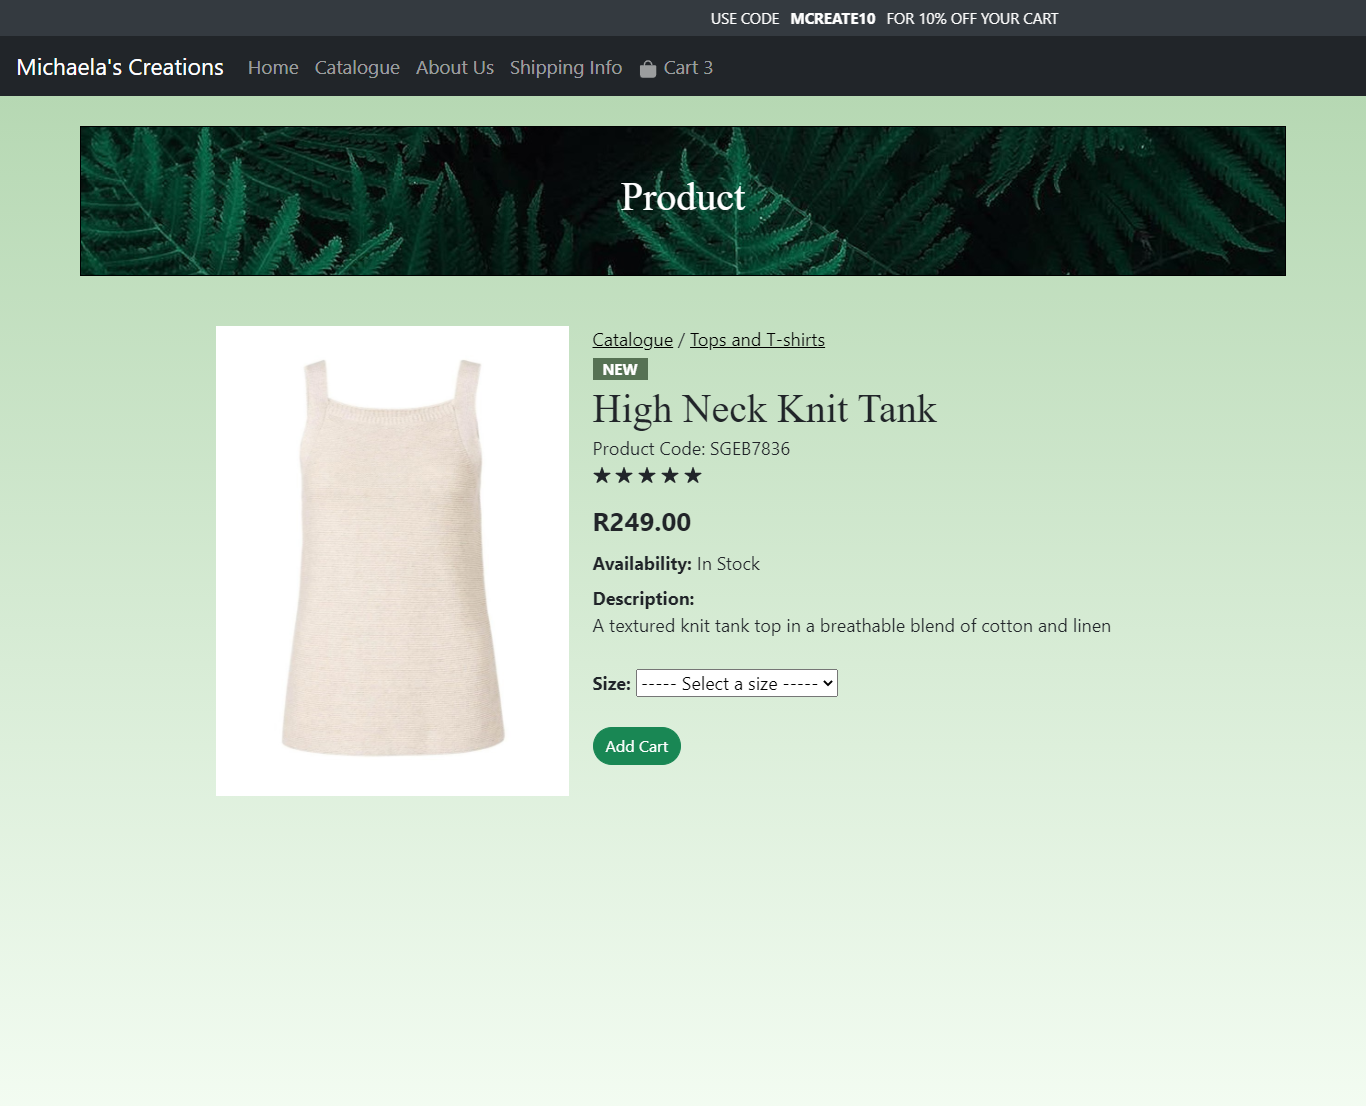 USE CODE MCREATE10 FOR 10% OFF YOUR CART
Michaela's Creations Home Catalogue About Us Shipping Info Cart 3
Product
Catalogue / Tops and T-shirts
NEW
High Neck Knit Tank
Product Code: SGEB7836
★★★★★
R249.00
Availability: In Stock
Description:
A textured knit tank top in a breathable blend of cotton and linen
Size: ----- Select a size -----
Add Cart